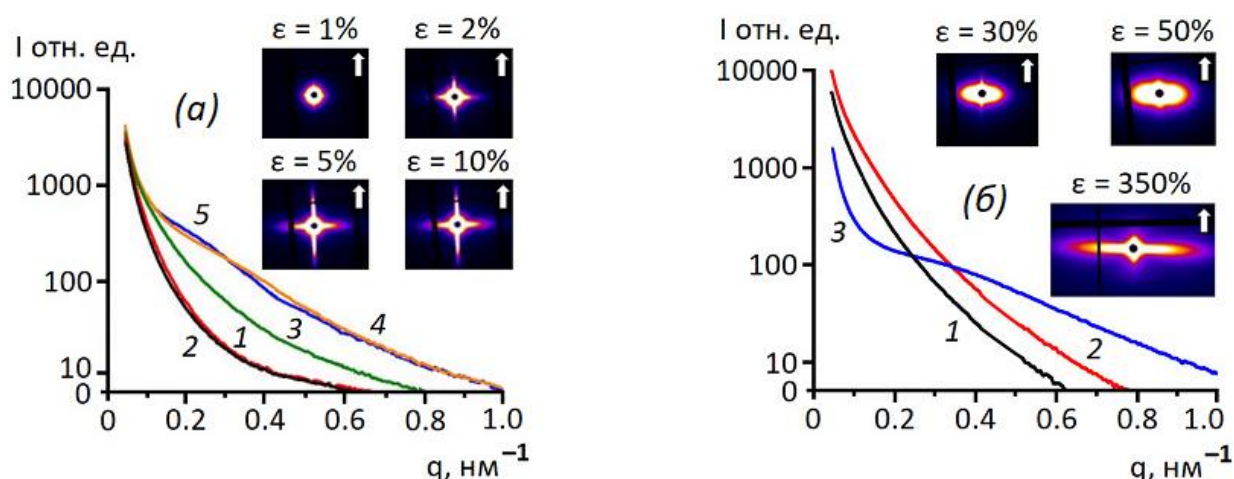 I отн. ед.
(а)
ε = 1%
ε = 2%
ε = 5%
ε = 10%
10000
1000
100
10
0
5
3
4
1
3
2
0
0.2
0.4
0.6
0.8
1.0
q, нм⁻¹
I отн. ед.
ε = 30%
ε = 50%
(б)
ε = 350%
10000
1000
100
10
0
3
1
2
0
0.2
0.4
0.6
0.8
1.0
q, нм⁻¹